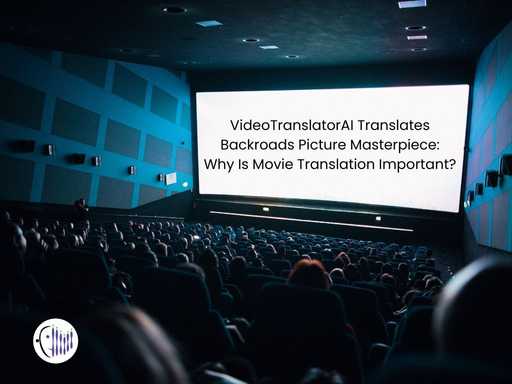 VideoTranslatorAI Translates
Backroads Picture Masterpiece:
Why Is Movie Translation Important?